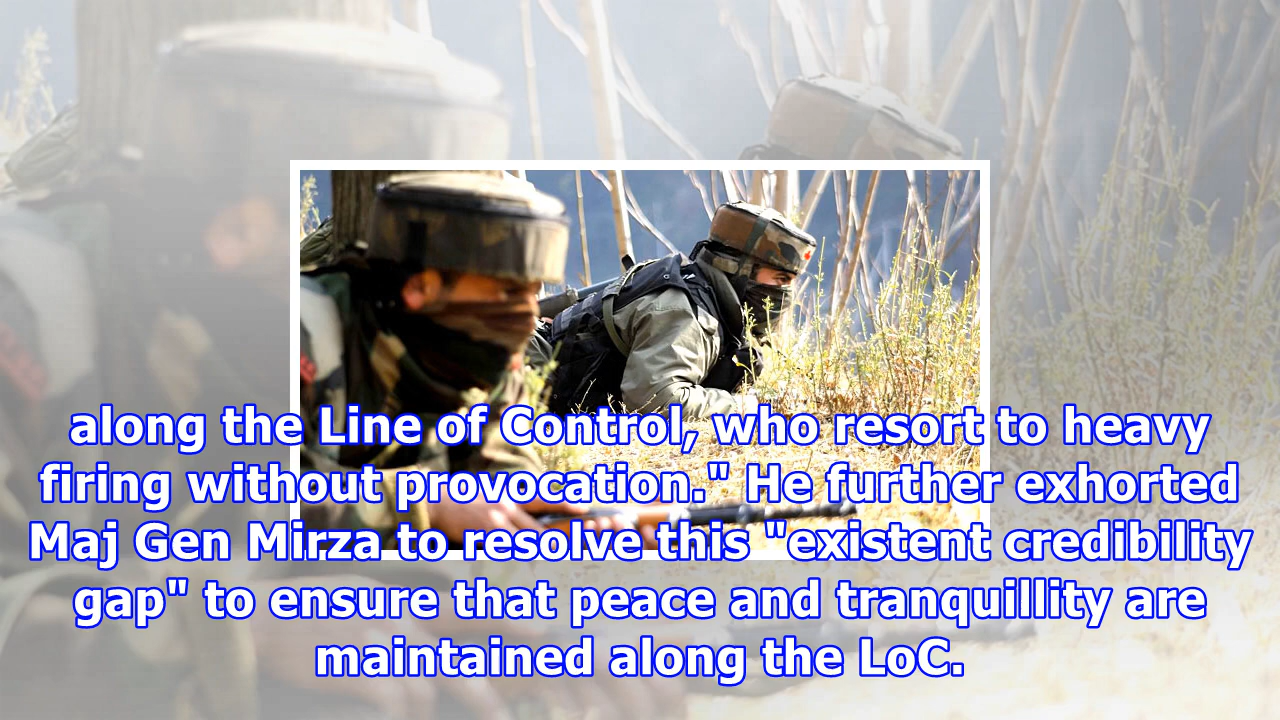 along the Line of Control, who resort to heavy
firing without provocation." He further exhorted
Maj Gen Mirza to resolve this "existent credibility
gap" to ensure that peace and tranquillity are
maintained along the LoC.